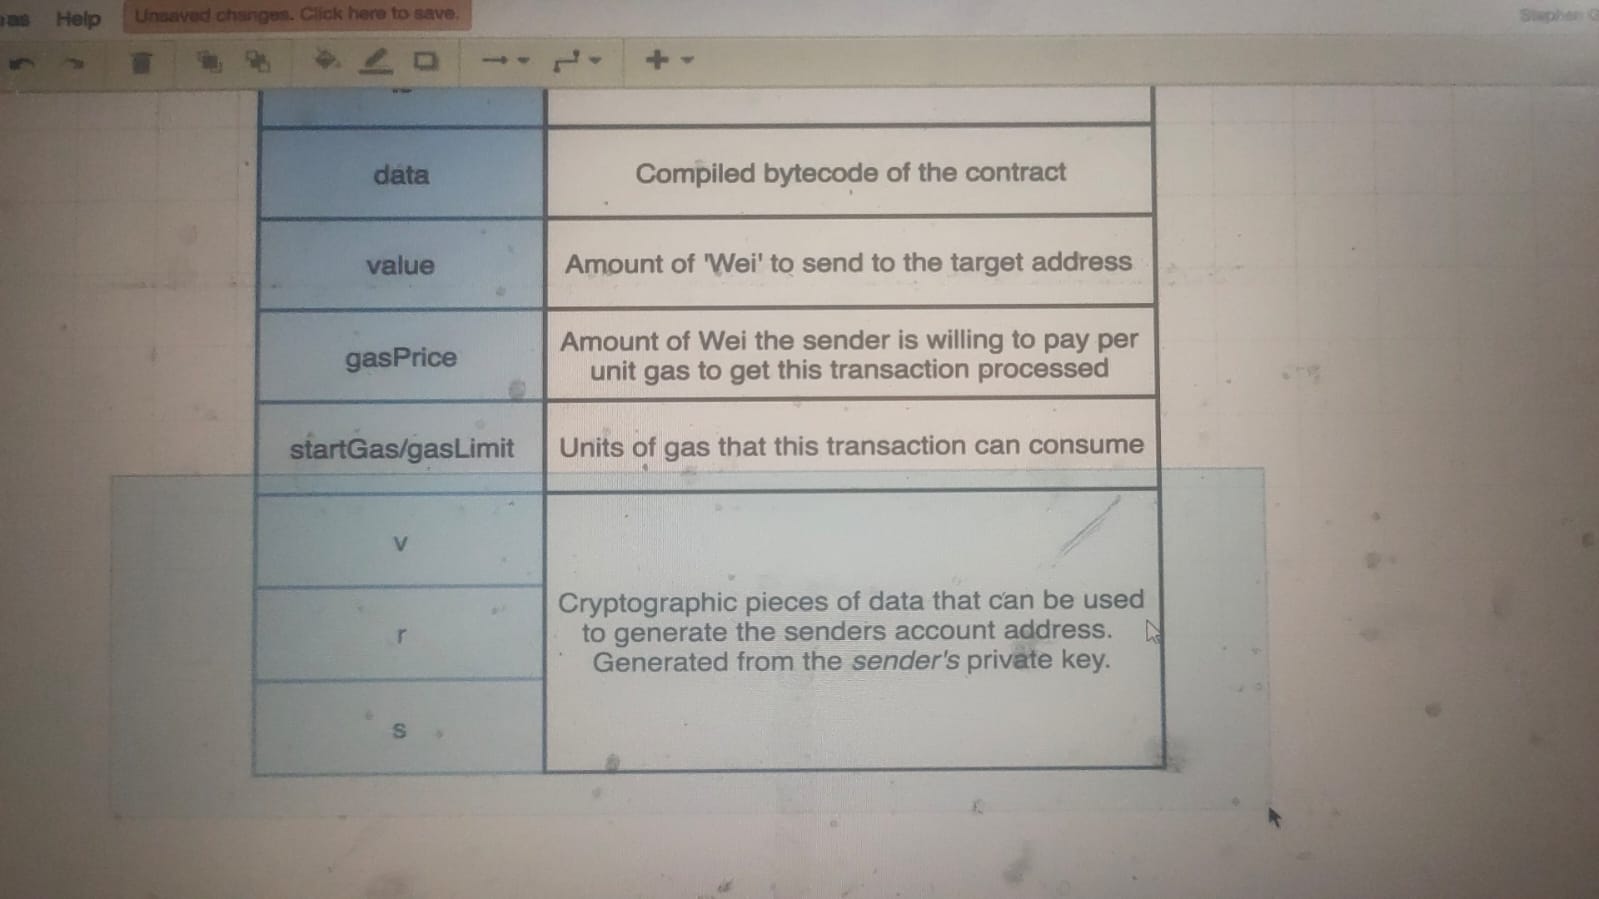 Help
Unsaved changes. Click here to save.
Stephen G
data
Compiled bytecode of the contract
value
Amount of 'Wei' to send to the target address
gasPrice
Amount of Wei the sender is willing to pay per
unit gas to get this transaction processed
startGas/gasLimit
Units of gas that this transaction can consume
v
r
s
Cryptographic pieces of data that can be used
to generate the senders account address.
Generated from the sender's private key.